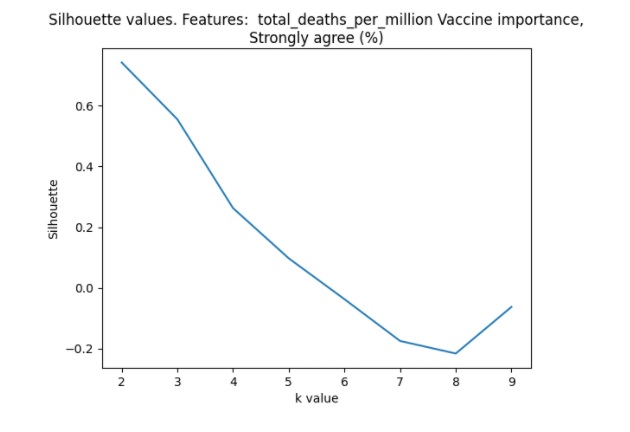 Silhouette values. Features:  total_deaths_per_million Vaccine importance,
Strongly agree (%)
0.6
0.4
0.2
0.0
−0.2
Silhouette
2 3 4 5 6 7 8 9
k value